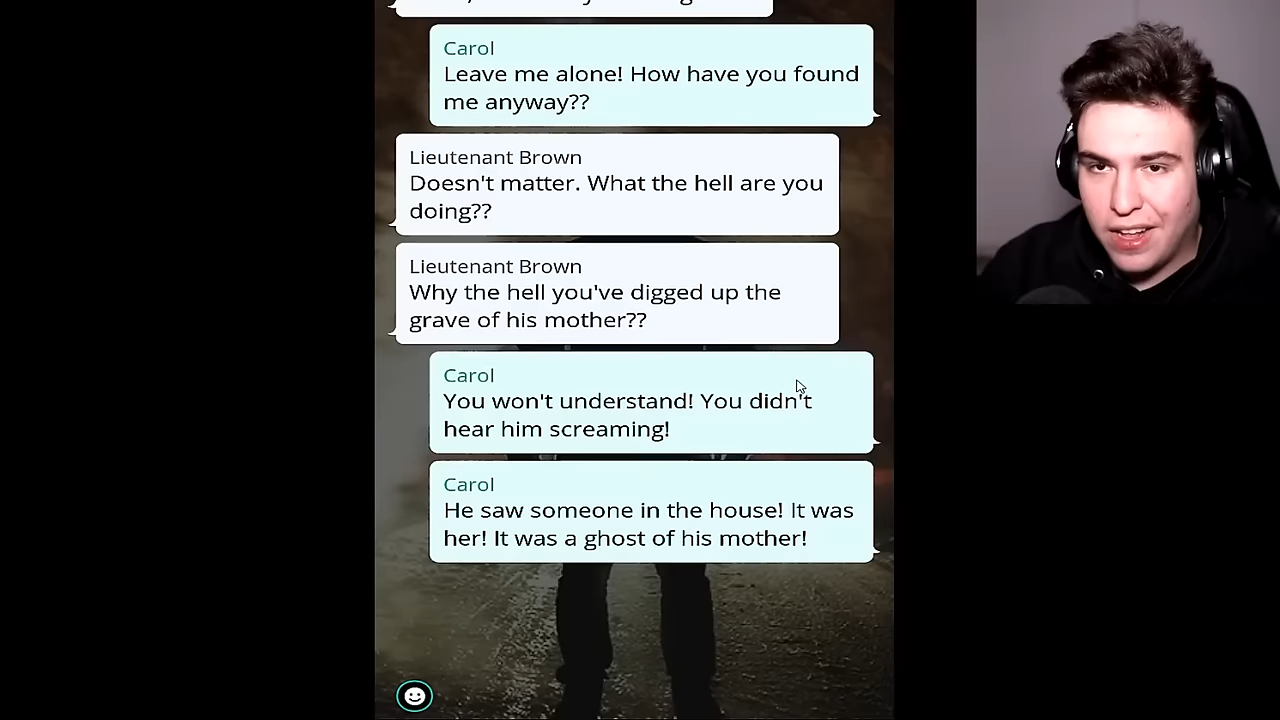 Carol
Leave me alone! How have you found
me anyway??
Lieutenant Brown
Doesn't matter. What the hell are you
doing??
Lieutenant Brown
Why the hell you've digged up the
grave of his mother??
Carol
You won't understand! You didn't
hear him screaming!
Carol
He saw someone in the house! It was
her! It was a ghost of his mother!